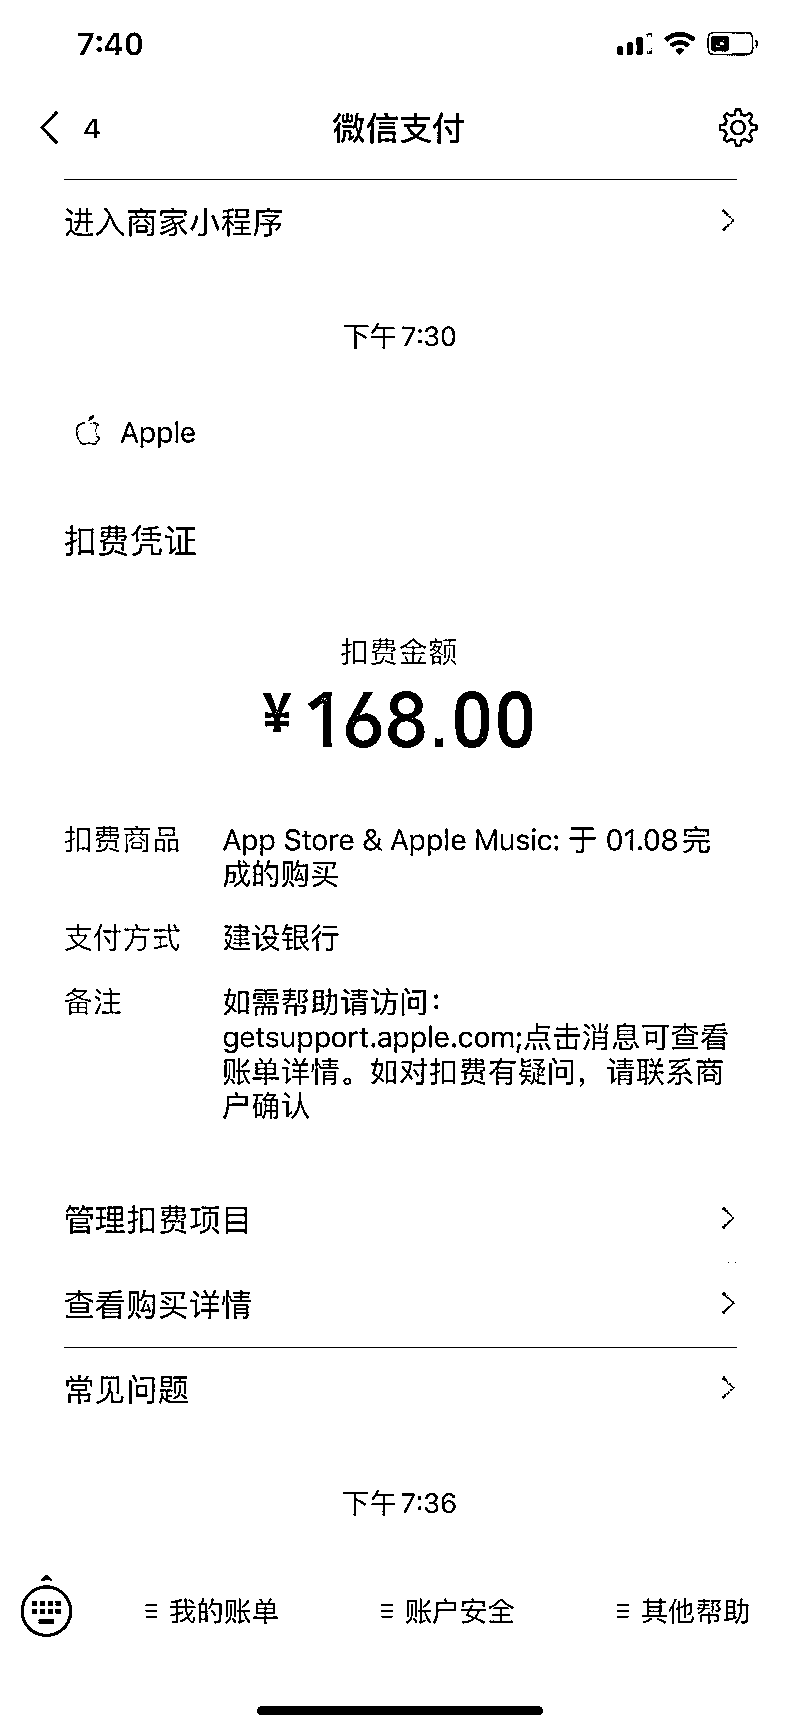 7:40
4
微信支付
进入商家小程序
下午7:30
Apple
扣费凭证
扣费金额
¥168.00
扣费商品 App Store & Apple Music: 于 01.08完
成的购买
支付方式 建设银行
备注 如需帮助请访问：
getsupport.apple.com;点击消息可查看
账单详情。如对扣费有疑问，请联系商
户确认
管理扣费项目
查看购买详情
常见问题
下午7:36
我的账单 账户安全 其他帮助